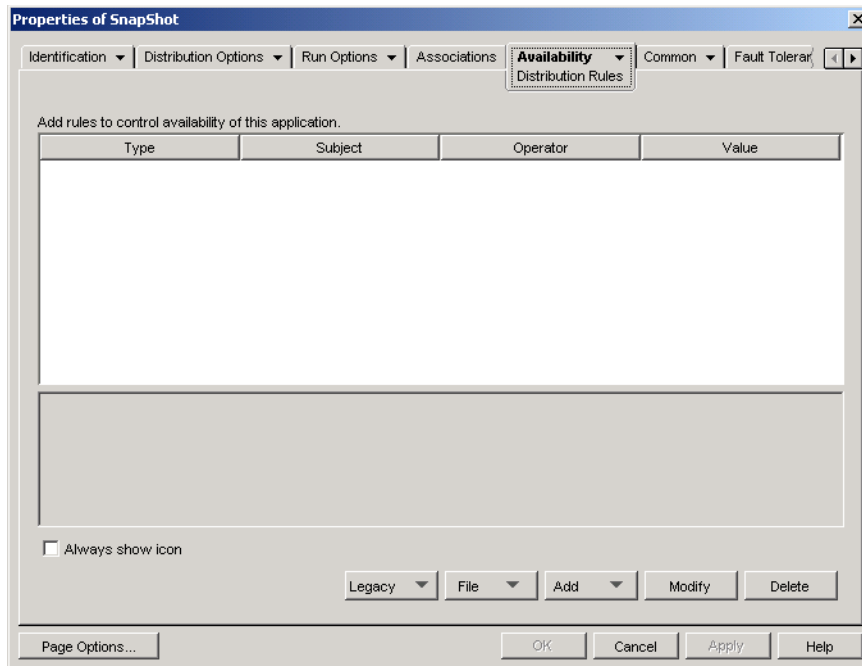 Properties of SnapShot
Identification Distribution Options Run Options Associations Availability Common Fault Toleran
Distribution Rules
Add rules to control availability of this application.
Type Subject Operator Value
Always show icon
Legacy File Add Modify Delete
Page Options... OK Cancel Apply Help